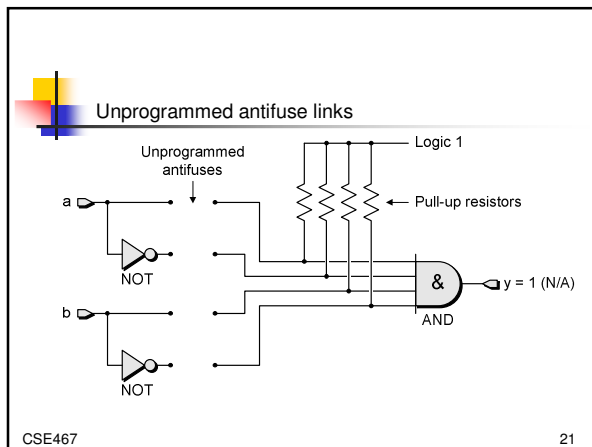 Unprogrammed antifuse links
Unprogrammed
antifuses
Logic 1
a
Pull-up resistors
NOT
&
y = 1 (N/A)
b
AND
NOT
CSE467
21